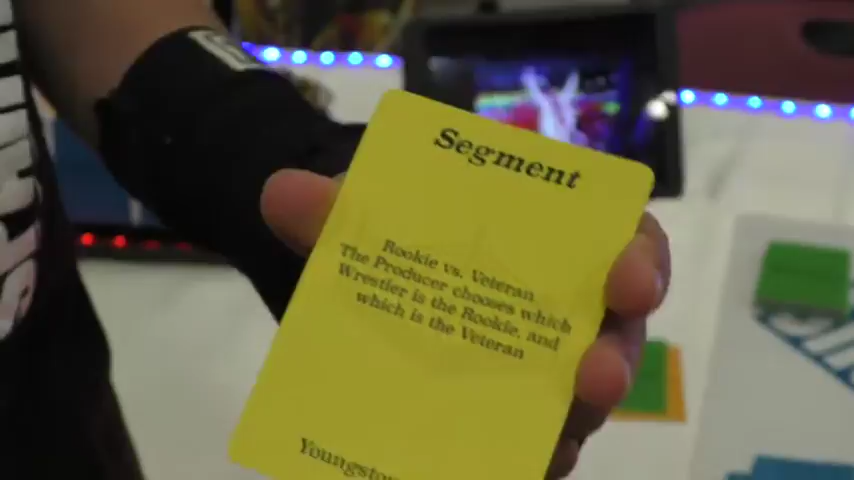 Segment
Rookie vs. Veteran
The Producer chooses which
Wrestler is the Rookie, and
which is the Veteran